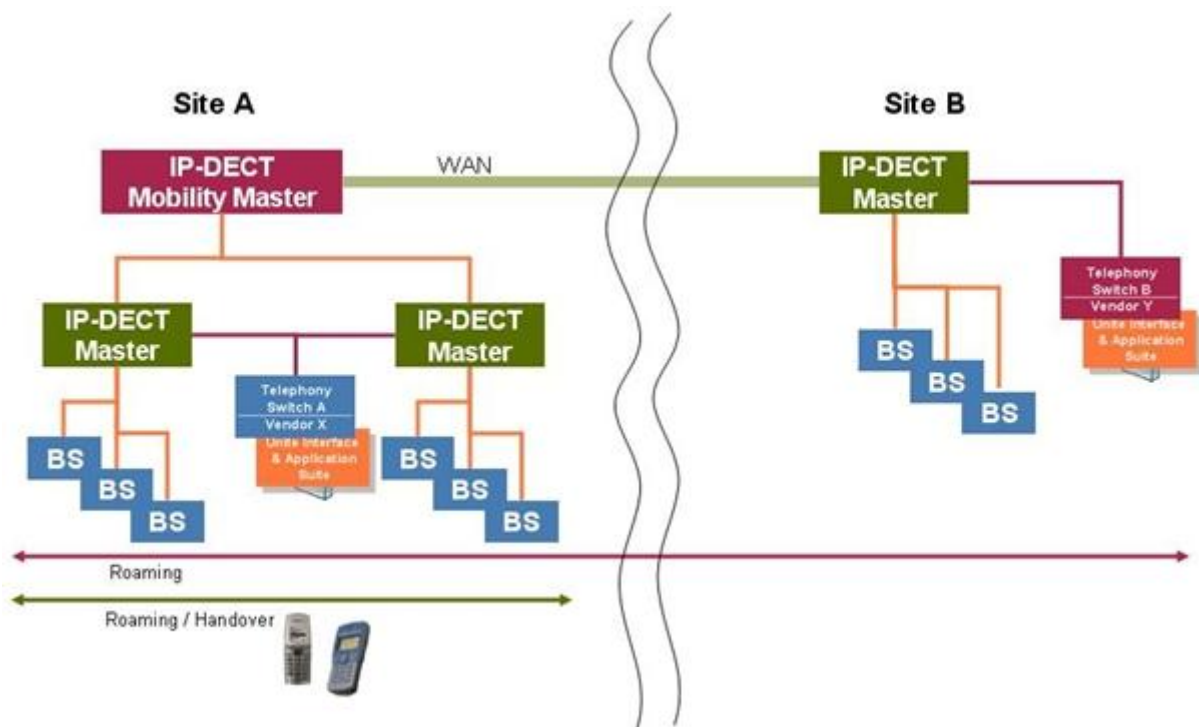 Site A
Site B
IP-DECT
Mobility Master
WAN
IP-DECT
Master
IP-DECT
Master
IP-DECT
Master
Telephony
Switch A
Vendor X
Unite Interface
& Application
Suite
Telephony
Switch B
Vendor Y
Unite Interface
& Application
Suite
BS
BS
BS
BS
BS
BS
BS
BS
BS
Roaming
Roaming / Handover